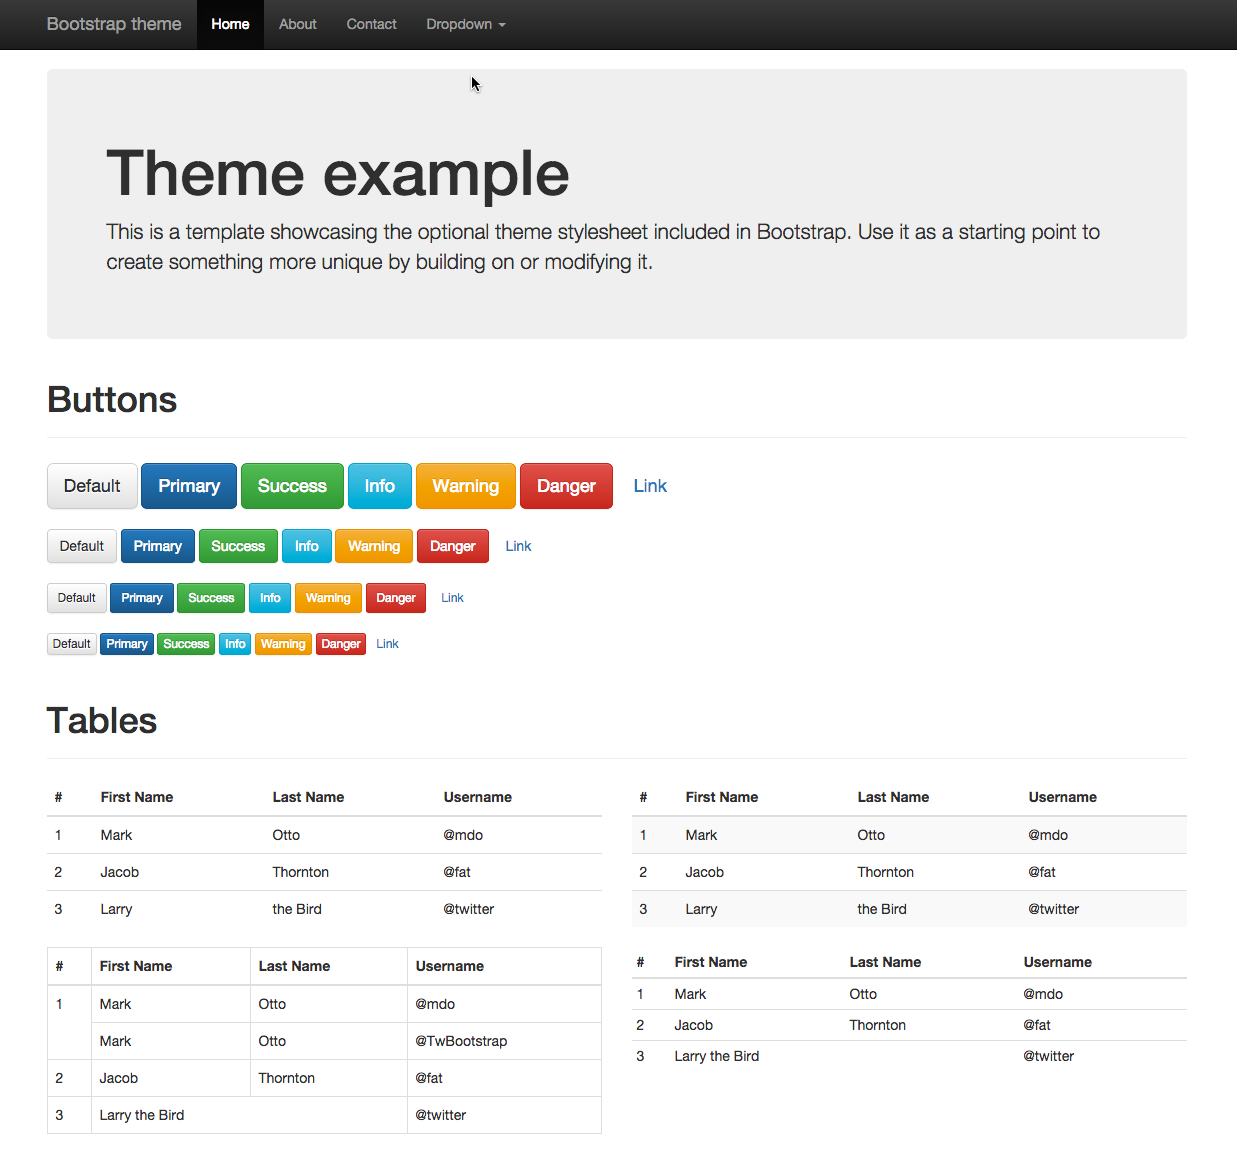 Bootstrap theme Home About Contact Dropdown
Theme example
This is a template showcasing the optional theme stylesheet included in Bootstrap. Use it as a starting point to
create something more unique by building on or modifying it.
Buttons
Default Primary Success Info Warning Danger Link
Default Primary Success Info Warning Danger Link
Default Primary Success Info Warning Danger Link
Default Primary Success Info Warning Danger Link
Tables
# First Name Last Name Username
1 Mark Otto @mdo
2 Jacob Thornton @fat
3 Larry the Bird @twitter
# First Name Last Name Username
1 Mark Otto @mdo
2 Jacob Thornton @fat
3 Larry the Bird @twitter
# First Name Last Name Username
1 Mark Otto @mdo
Mark Otto @TwBootstrap
2 Jacob Thornton @fat
3 Larry the Bird @twitter
# First Name Last Name Username
1 Mark Otto @mdo
2 Jacob Thornton @fat
3 Larry the Bird @twitter